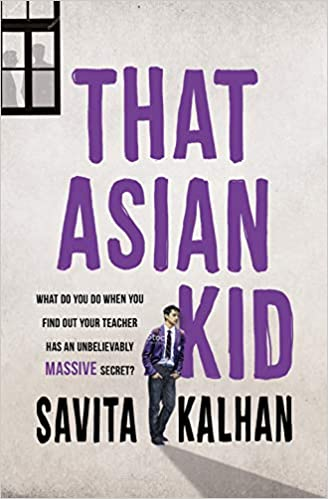 THAT
ASIAN
KID
WHAT DO YOU DO WHEN YOU
FIND OUT YOUR TEACHER
HAS AN UNBELIEVABLY
MASSIVE SECRET?
SAVITA KALHAN